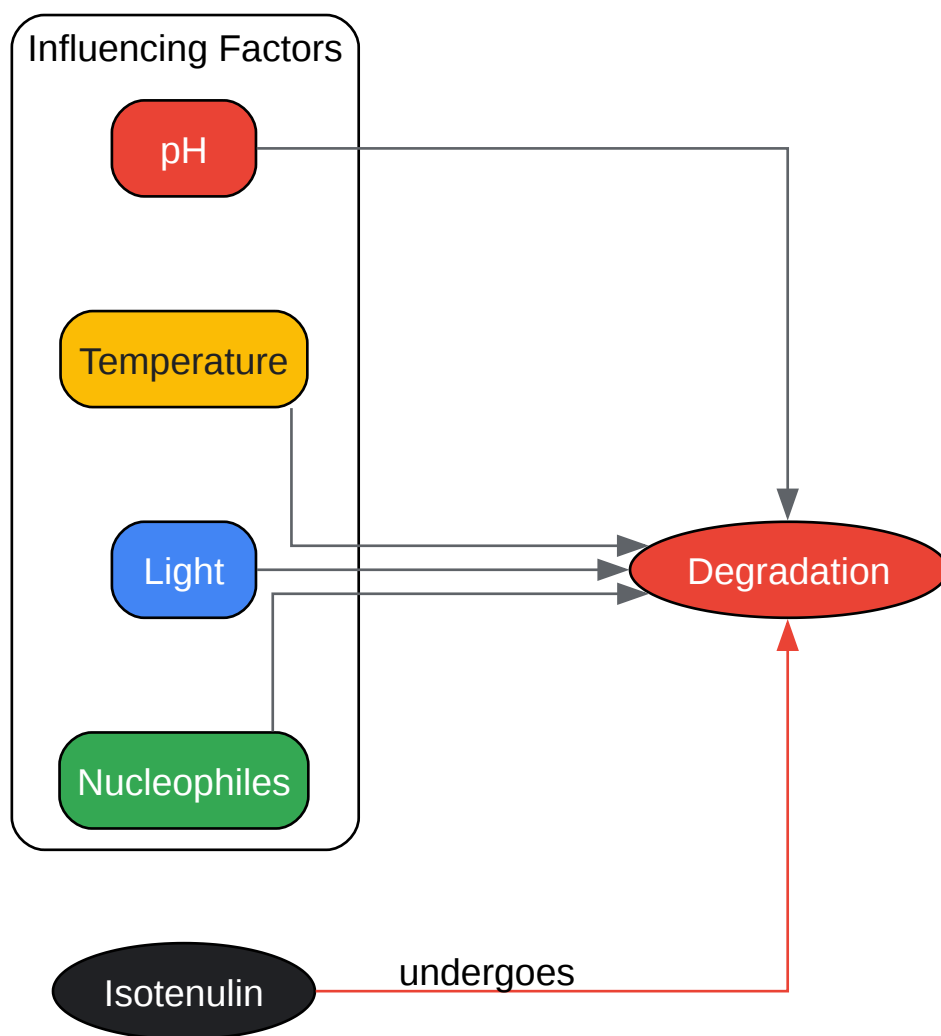 Influencing Factors
pH
Temperature
Light
Degradation
Nucleophiles
undergoes
Isotenulin